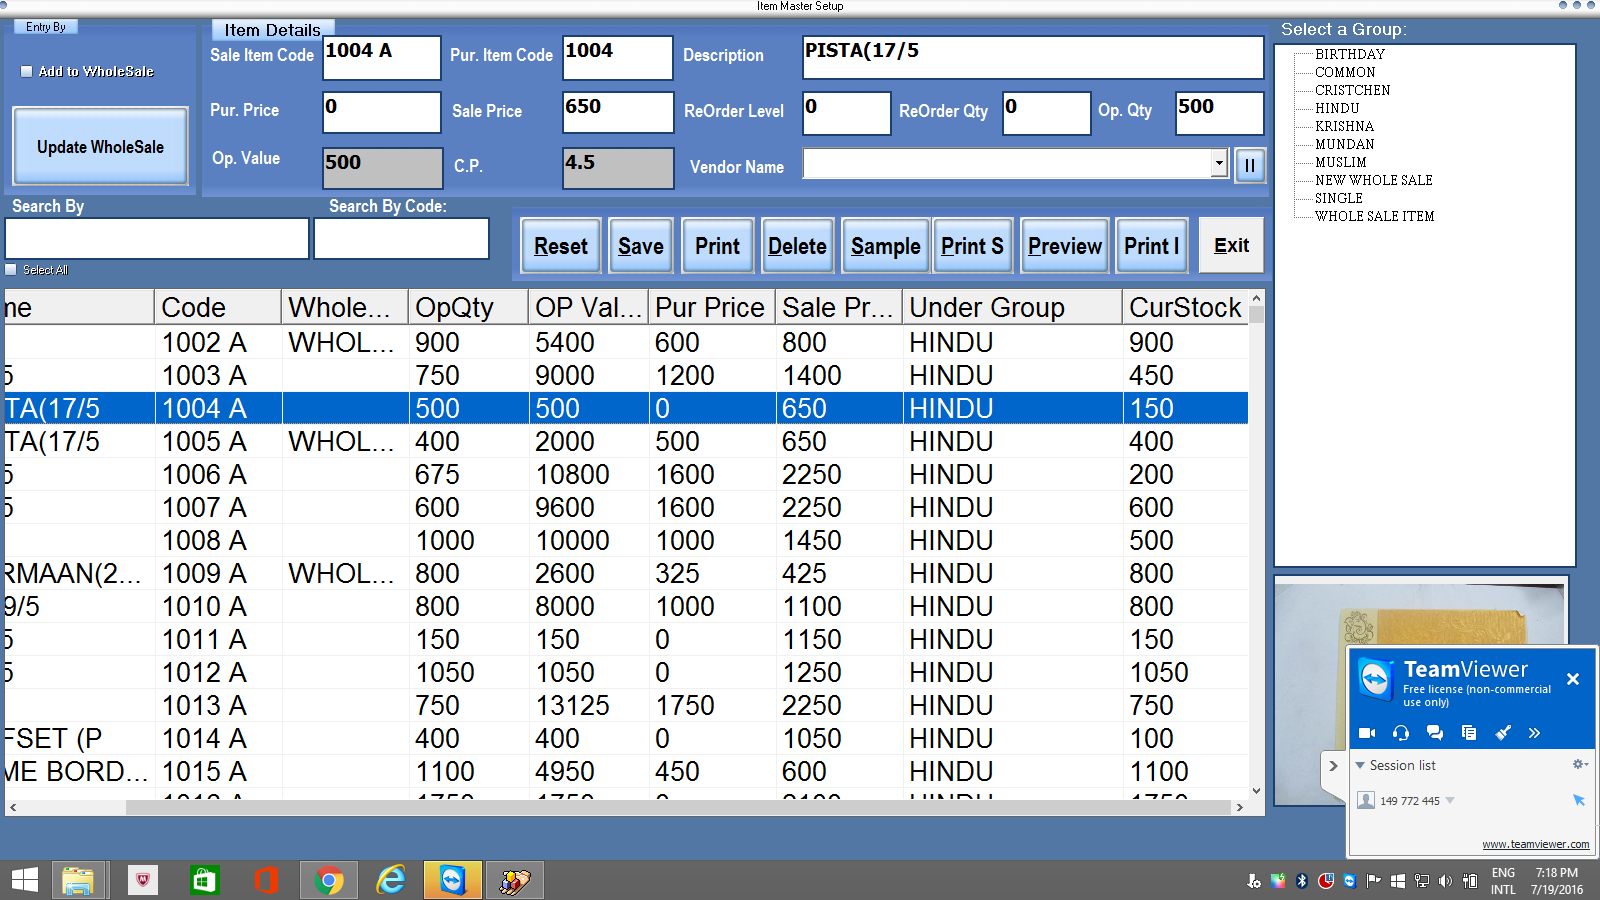 Item Master Setup
Entry By
Add to WholeSale
Update WholeSale
Item Details
Sale Item Code 1004 A Pur. Item Code 1004 Description PISTA(17/5
Pur. Price 0 Sale Price 650 ReOrder Level 0 ReOrder Qty 0 Op. Qty 500
Op. Value 500 C.P. 4.5 Vendor Name
Search By Search By Code:
Select All
Reset Save Print Delete Sample Print S Preview Print I Exit
me Code Whole... OpQty OP Val... Pur Price Sale Pr... Under Group CurStock
1002 A WHOL... 900 5400 600 800 HINDU 900
5 1003 A 750 9000 1200 1400 HINDU 450
TA(17/5 1004 A 500 500 0 650 HINDU 150
TA(17/5 1005 A WHOL... 400 2000 500 650 HINDU 400
5 1006 A 675 10800 1600 2250 HINDU 200
5 1007 A 600 9600 1600 2250 HINDU 600
1008 A 1000 10000 1000 1450 HINDU 500
RMAAN(2... 1009 A WHOL... 800 2600 325 425 HINDU 800
9/5 1010 A 800 8000 1000 1100 HINDU 800
5 1011 A 150 150 0 1150 HINDU 150
5 1012 A 1050 1050 0 1250 HINDU 1050
1013 A 750 13125 1750 2250 HINDU 750
FSET (P 1014 A 400 400 0 1050 HINDU 100
ME BORD... 1015 A 1100 4950 450 600 HINDU 1100
Select a Group:
BIRTHDAY
COMMON
CRISTCHEN
HINDU
KRISHNA
MUNDAN
MUSLIM
NEW WHOLE SALE
SINGLE
WHOLE SALE ITEM
TeamViewer
Free license (non-commercial
use only)
Session list
149 772 445
www.teamviewer.com
ENG 7:18 PM
INTL 7/19/2016